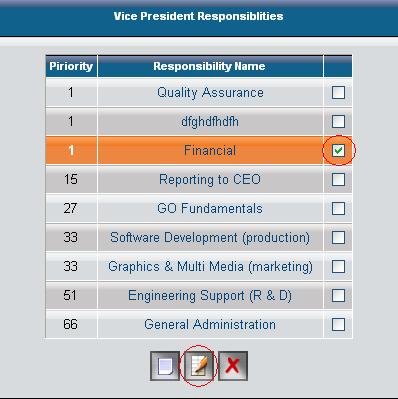 Vice President Responsiblities
Piriority Responsibility Name
1 Quality Assurance
1 dfghdfhdfh
1 Financial
15 Reporting to CEO
27 GO Fundamentals
33 Software Development (production)
33 Graphics & Multi Media (marketing)
51 Engineering Support (R & D)
66 General Administration